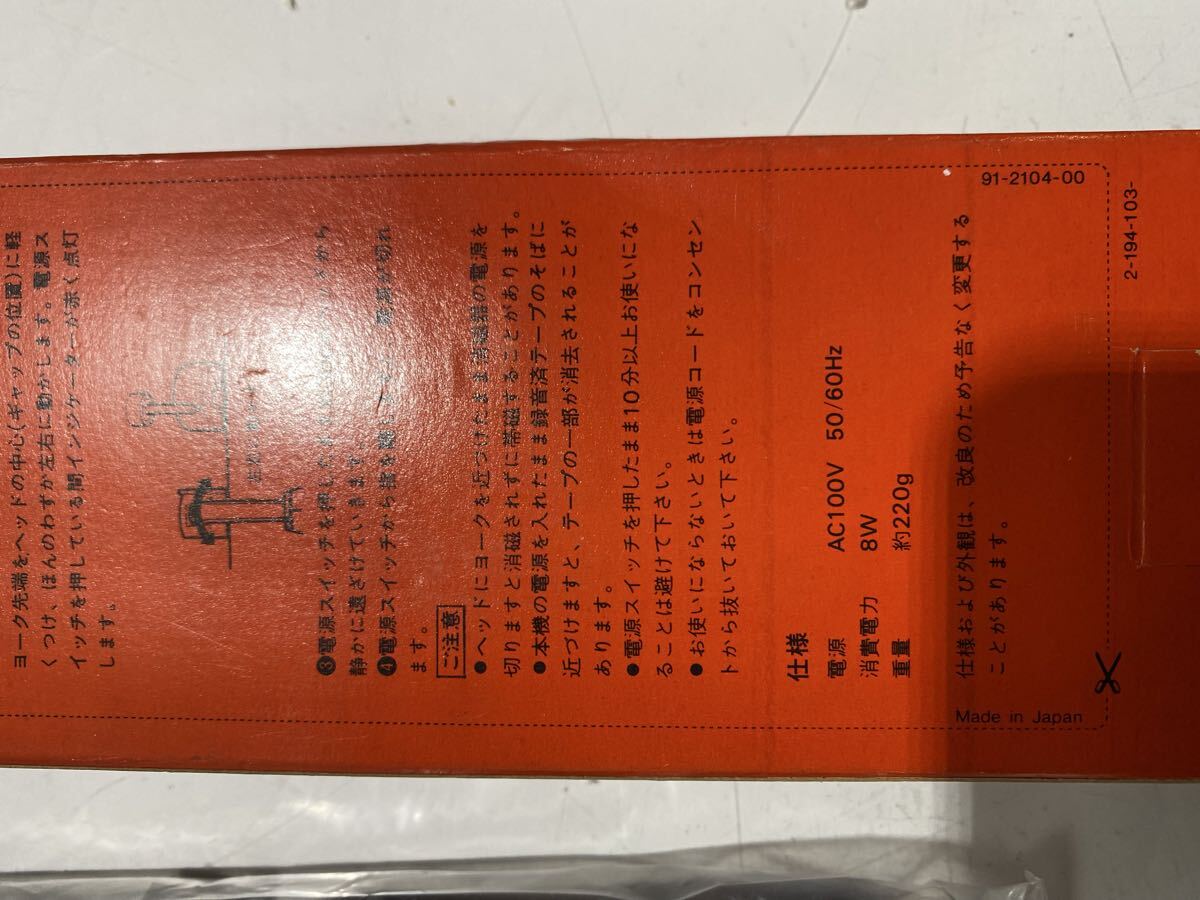 ヨーク先端をヘッドの中心(ギャップの位置)に軽
くつけ、ほんのわずか左右に動かします。電源ス
イッチを押している間インジケーターが赤く点灯
します。
❸電源スイッチを押した
から
静かに遠ざけていきます。
❹電源スイッチから指を離し
電源が切れ
ます。
ご注意
●ヘッドにヨークを近づけたまま消磁器の電源を
切りますと消磁されずに帯磁することがあります。
●本機の電源を入れたまま録音済テープのそばに
近づけますと、テープの一部が消去されることが
あります。
●電源スイッチを押したまま10分以上お使いにな
ることは避けて下さい。
●お使いにならないときは電源コードをコンセン
トから抜いておいて下さい。
仕様
電源 AC100V 50/60Hz
消費電力 8W
重量 約220g
仕様および外観は、改良のため予告なく変更する
ことがあります。
91-2104-00
Made in Japan
2-194-103-